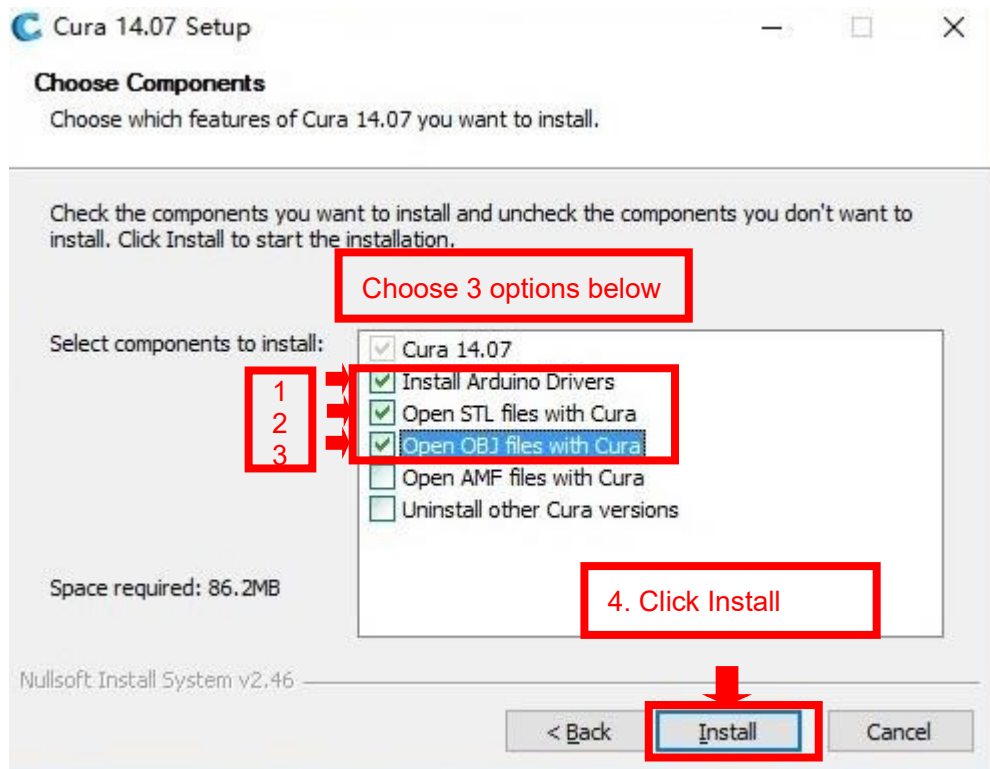 Cura 14.07 Setup
Choose Components
Choose which features of Cura 14.07 you want to install.
Check the components you want to install and uncheck the components you don't want to
install. Click Install to start the installation.
Choose 3 options below
Select components to install:
Cura 14.07
1
Install Arduino Drivers
2
Open STL files with Cura
3
Open OBJ files with Cura
Open AMF files with Cura
Uninstall other Cura versions
Space required: 86.2MB
4. Click Install
Nullsoft Install System v2.46
< Back
Install
Cancel